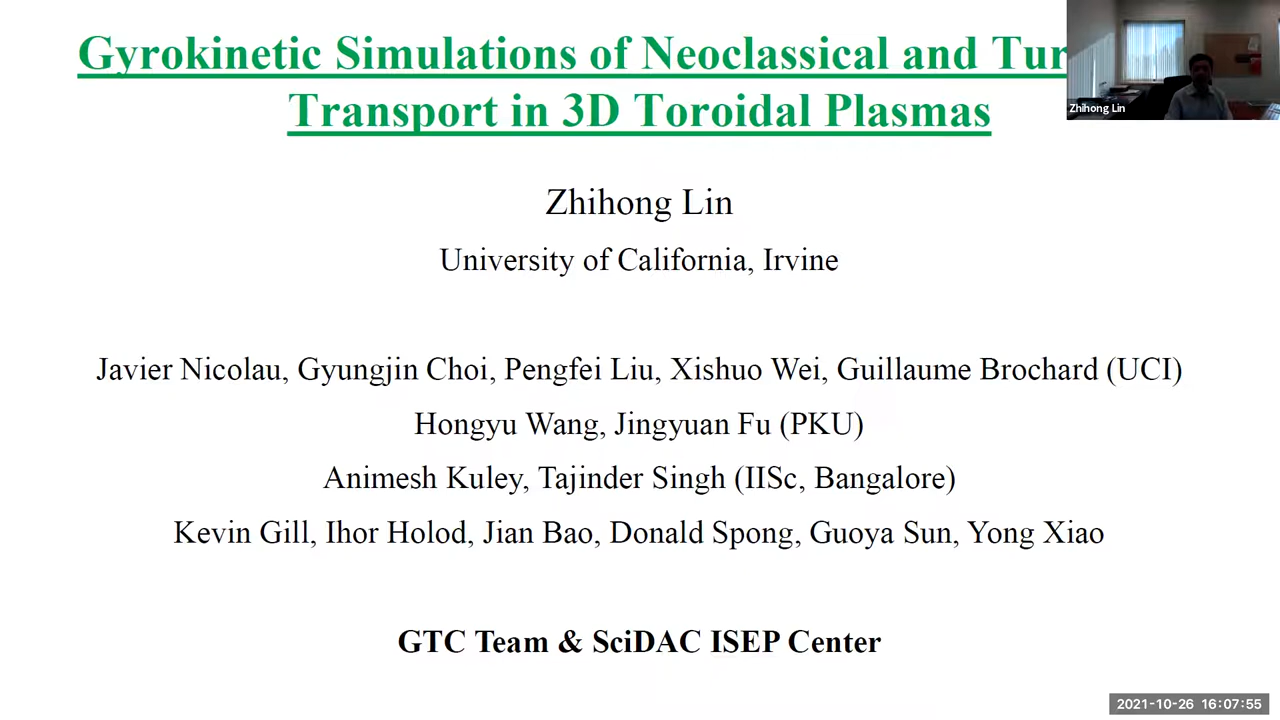 Gyrokinetic Simulations of Neoclassical and Tur
Transport in 3D Toroidal Plasmas
Zhihong Lin
Zhihong Lin
University of California, Irvine
Javier Nicolau, Gyungjin Choi, Pengfei Liu, Xishuo Wei, Guillaume Brochard (UCI)
Hongyu Wang, Jingyuan Fu (PKU)
Animesh Kuley, Tajinder Singh (IISc, Bangalore)
Kevin Gill, Ihor Holod, Jian Bao, Donald Spong, Guoya Sun, Yong Xiao
GTC Team & SciDAC ISEP Center
2021-10-26 16:07:55